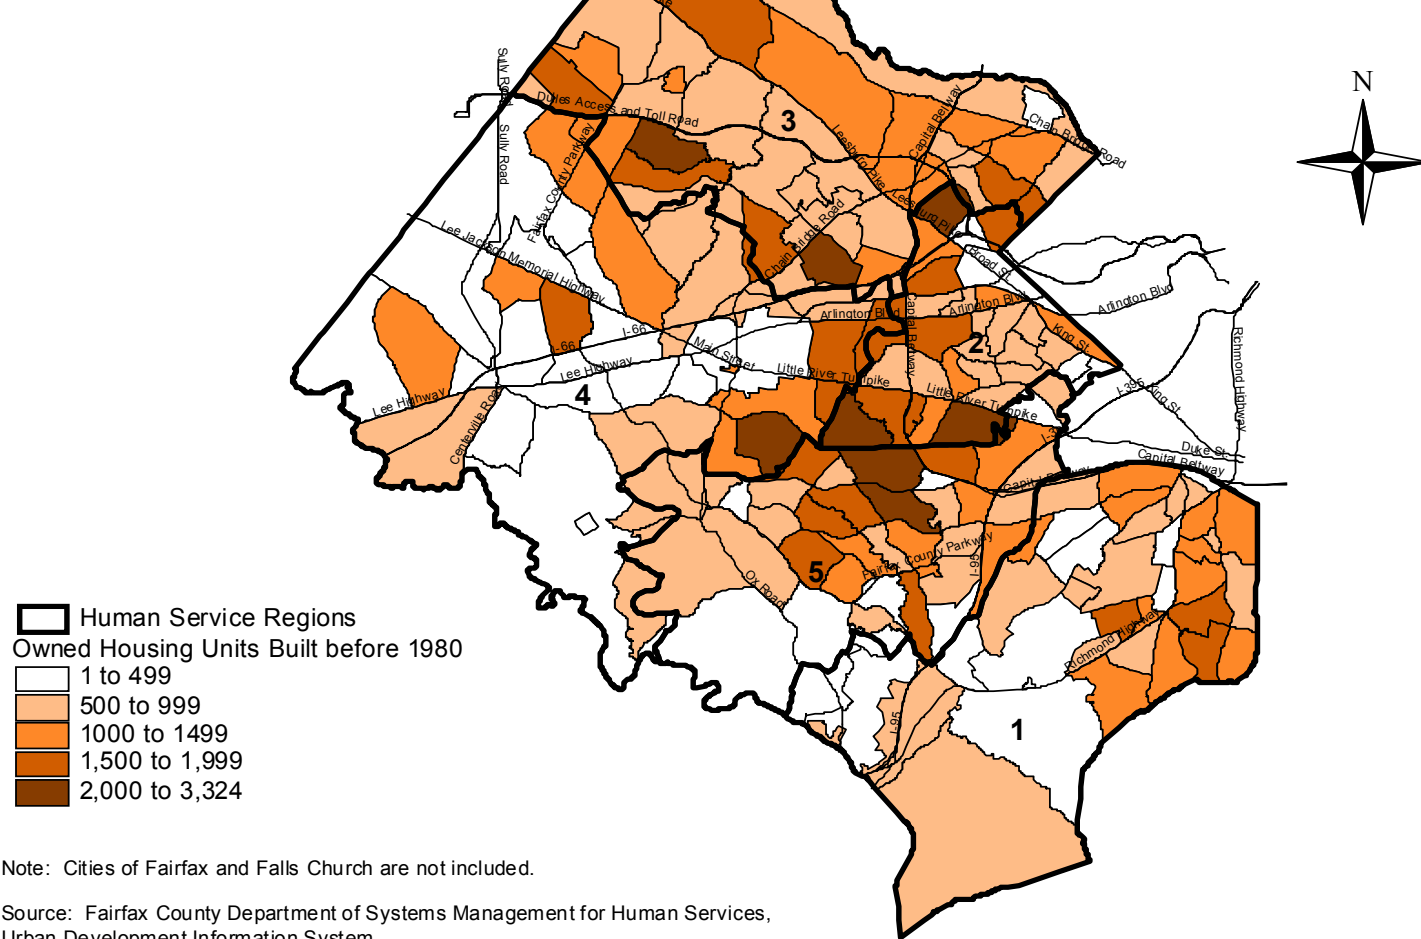 N
Sully Road
Sully Road
Dulles Access and Toll Road
3
Capital Beltway
Chain Bridge Road
Leesburg Pike
Leesburg Pike
Fairfax County Parkway
Fairfax County Parkway
Lee Jackson Memorial Highway
Chain Bridge Road
Broad St
Arlington Blvd
Arlington Blvd
Arlington Blvd
Capital Beltway
King St
2
I-66
I-66
Main Street
Lee Highway
Little River Turnpike
Little River Turnpike
I-395
King St
Richmond Highway
4
Lee Highway
Centerville Road
Duke St
Capital Beltway
Capital Beltway
Fairfax County Parkway
I-95
5
Ox Road
Richmond Highway
I-95
1
Human Service Regions
Owned Housing Units Built before 1980
1 to 499
500 to 999
1000 to 1499
1,500 to 1,999
2,000 to 3,324
Note: Cities of Fairfax and Falls Church are not included.
Source: Fairfax County Department of Systems Management for Human Services,
Urban Development Information System